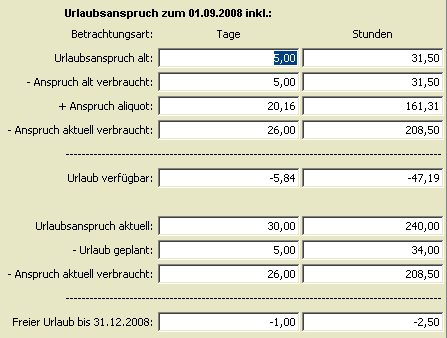 Urlaubsanspruch zum 01.09.2008 inkl.:
Betrachtungsart: Tage Stunden
Urlaubsanspruch alt: 5,00 31,50
- Anspruch alt verbraucht: 5,00 31,50
+ Anspruch aliquot: 20,16 161,31
- Anspruch aktuell verbraucht: 26,00 208,50
Urlaub verfügbar: -5,84 -47,19
Urlaubsanspruch aktuell: 30,00 240,00
- Urlaub geplant: 5,00 34,00
- Anspruch aktuell verbraucht: 26,00 208,50
Freier Urlaub bis 31.12.2008: -1,00 -2,50